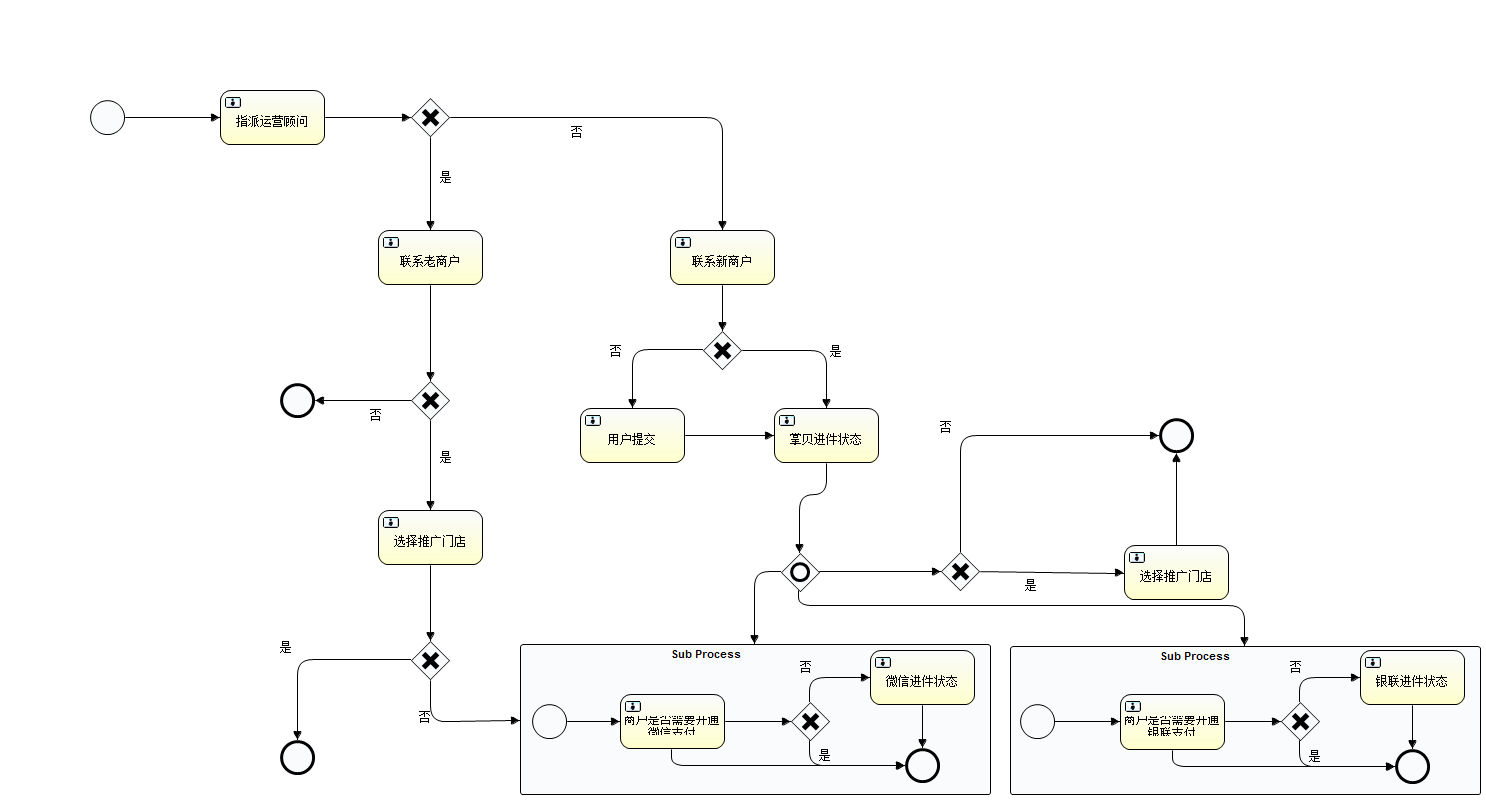 指派运营顾问
否
是
联系老商户
联系新商户
否
是
否
是
用户提交
掌贝进件状态
否
选择推广门店
选择推广门店
是
是
否
Sub Process
否
微信进件状态
商户是否需要开通
微信支付
是
Sub Process
否
银联进件状态
商户是否需要开通
银联支付
是